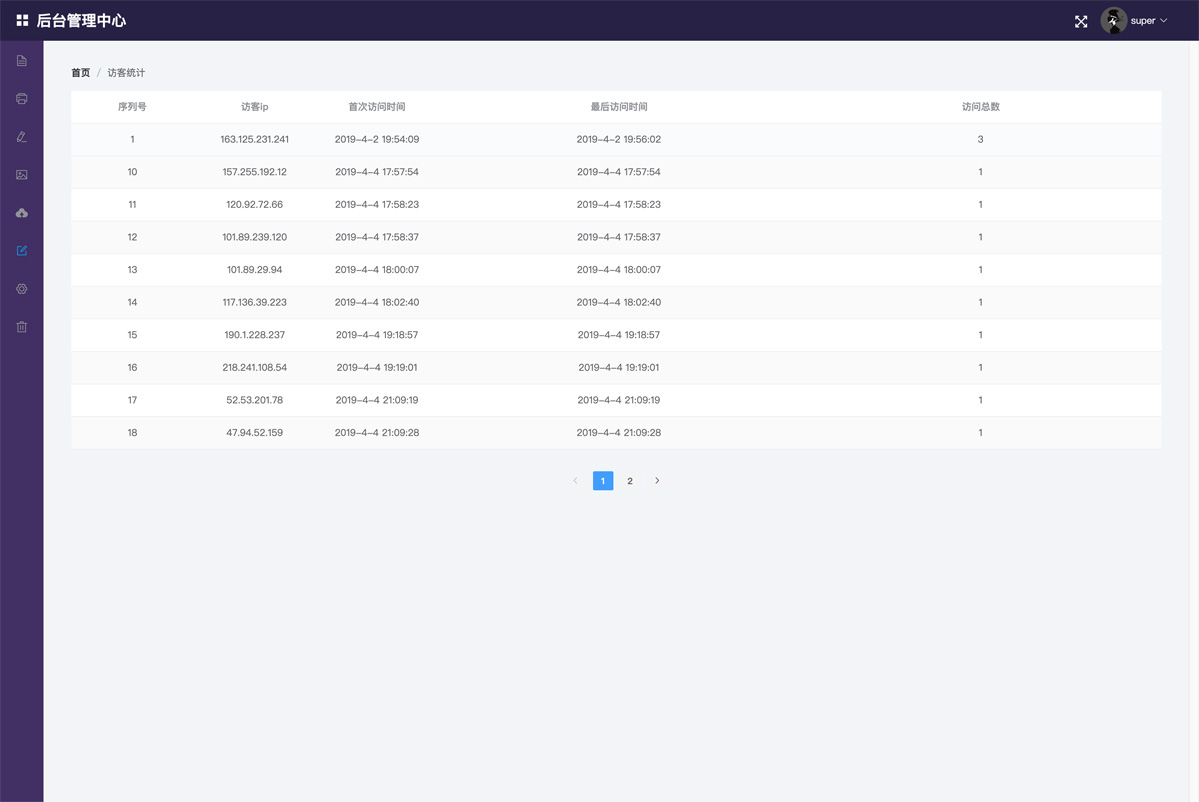 后台管理中心 super
首页 / 访客统计
序列号 访客ip 首次访问时间 最后访问时间 访问总数
1 163.125.231.241 2019-4-2 19:54:09 2019-4-2 19:56:02 3
10 157.255.192.12 2019-4-4 17:57:54 2019-4-4 17:57:54 1
11 120.92.72.66 2019-4-4 17:58:23 2019-4-4 17:58:23 1
12 101.89.239.120 2019-4-4 17:58:37 2019-4-4 17:58:37 1
13 101.89.29.94 2019-4-4 18:00:07 2019-4-4 18:00:07 1
14 117.136.39.223 2019-4-4 18:02:40 2019-4-4 18:02:40 1
15 190.1.228.237 2019-4-4 19:18:57 2019-4-4 19:18:57 1
16 218.241.108.54 2019-4-4 19:19:01 2019-4-4 19:19:01 1
17 52.53.201.78 2019-4-4 21:09:19 2019-4-4 21:09:19 1
18 47.94.52.159 2019-4-4 21:09:28 2019-4-4 21:09:28 1
1 2